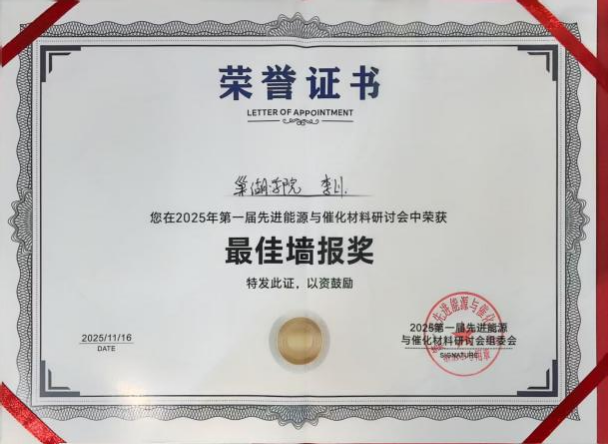 荣誉证书
LETTER OF APPOINTMENT
巢湖学院 李川
您在2025年第一届先进能源与催化材料研讨会中荣获
最佳墙报奖
特发此证，以资鼓励
2025/11/16
DATE
2025第一届先进能源
与催化材料研讨会组委会
SIGNATURE